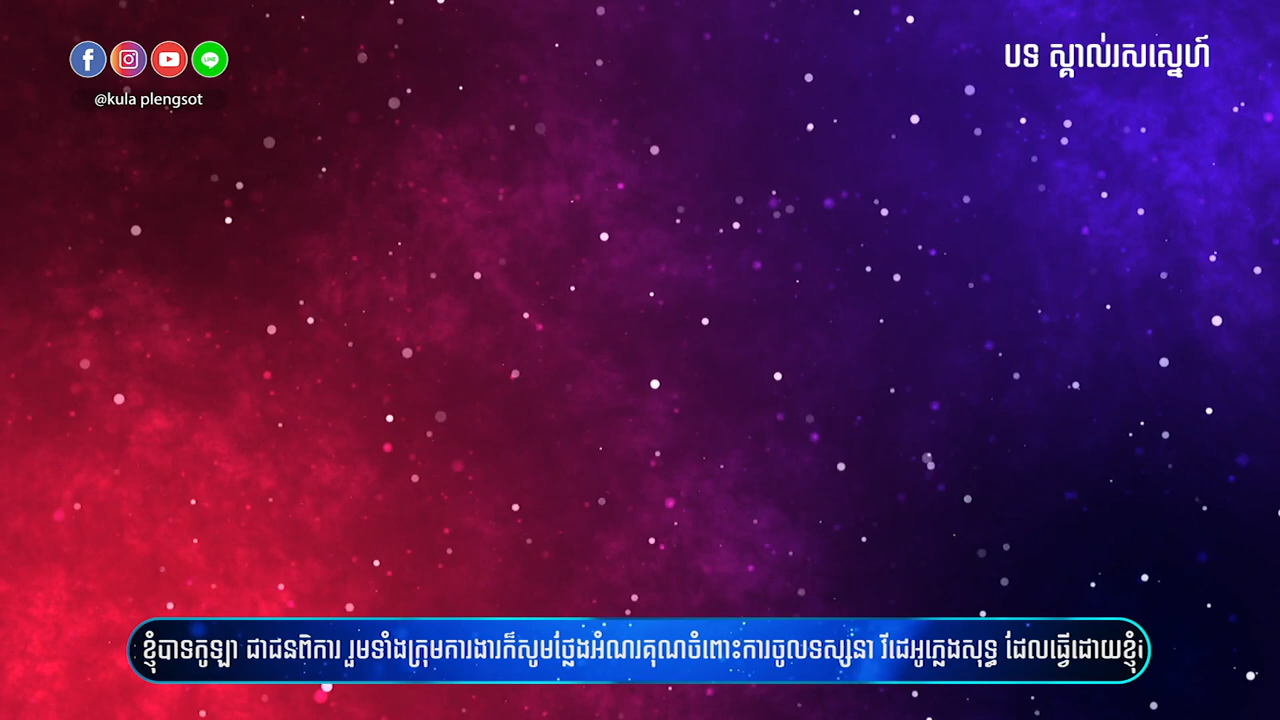 បទ ស្គាល់រសស្នេហ៍
LINE
@kula plengsot
ខ្ញុំបាទកូឡា ជាជនពិការ រួមទាំងក្រុមការងារក៏សូមថ្លែងអំណរគុណចំពោះការចូលទស្សនា វីដេអូភ្លេងសុទ្ធ ដែលធ្វើដោយខ្ញុំ